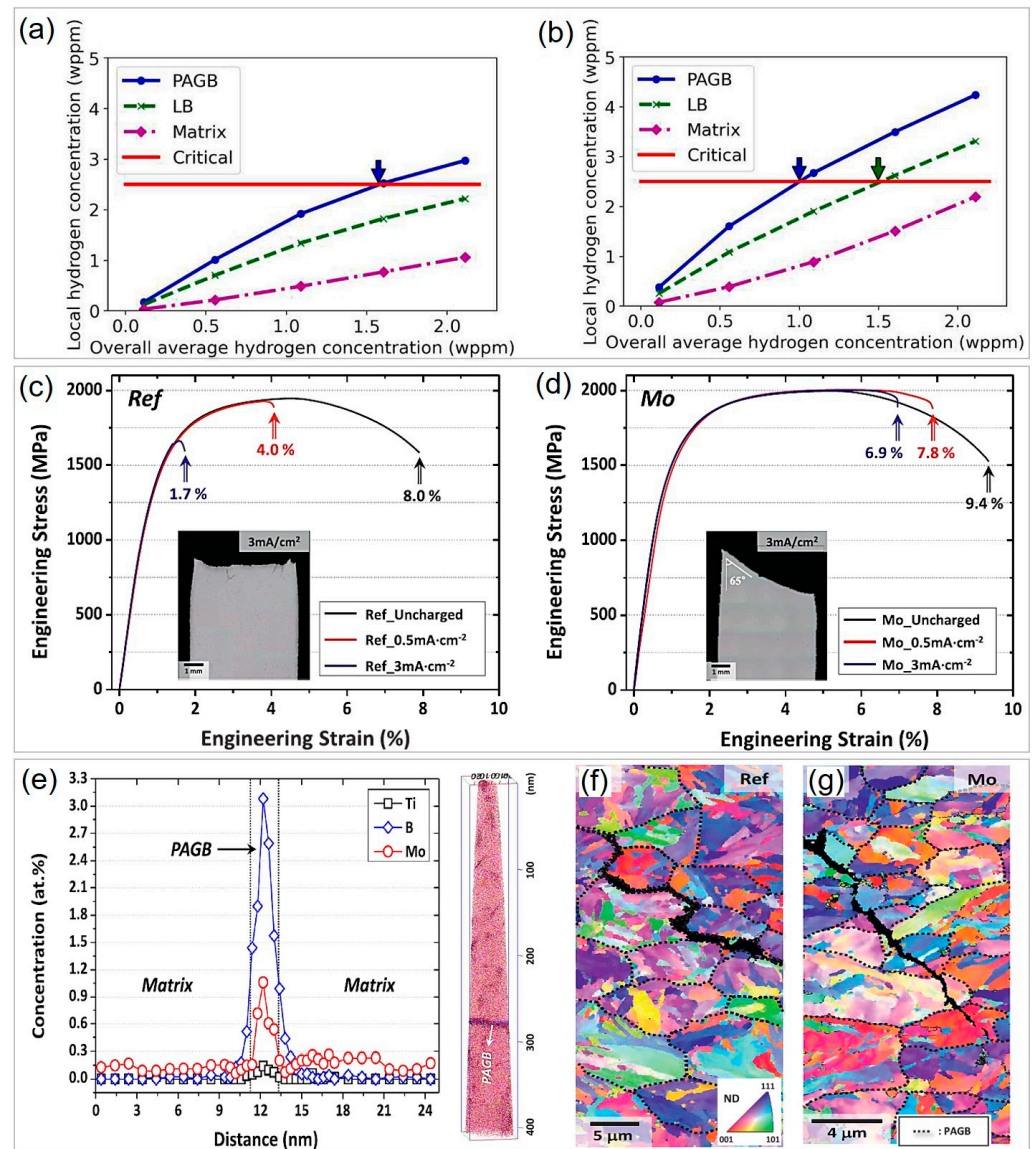 (a)
5
4
3
2
1
0
Local hydrogen concentration (wppm)
PAGB
LB
Matrix
Critical
0.0 0.5 1.0 1.5 2.0
Overall average hydrogen concentration (wppm)
(b)
5
4
3
2
1
0
Local hydrogen concentration (wppm)
PAGB
LB
Matrix
Critical
0.0 0.5 1.0 1.5 2.0
Overall average hydrogen concentration (wppm)
(c)
Ref
2000
1500
1000
500
0
Engineering Stress (MPa)
1.7 %
4.0 %
8.0 %
3mA/cm²
1 mm
Ref_Uncharged
Ref_0.5mA·cm⁻²
Ref_3mA·cm⁻²
0 2 4 6 8 10
Engineering Strain (%)
(d)
Mo
2000
1500
1000
500
0
Engineering Stress (MPa)
6.9 %
7.8 %
9.4 %
3mA/cm²
65°
1 mm
Mo_Uncharged
Mo_0.5mA·cm⁻²
Mo_3mA·cm⁻²
0 2 4 6 8 10
Engineering Strain (%)
(e)
3.3
3.0
2.7
2.4
2.1
1.8
1.5
1.2
0.9
0.6
0.3
0.0
Concentration (at.%)
PAGB
Ti
B
Mo
Matrix
Matrix
0 3 6 9 12 15 18 21 24
Distance (nm)
(nm)
100
200
300
400
PAGB
(f)
Ref
ND
111
001
101
5 µm
(g)
Mo
4 µm
: PAGB